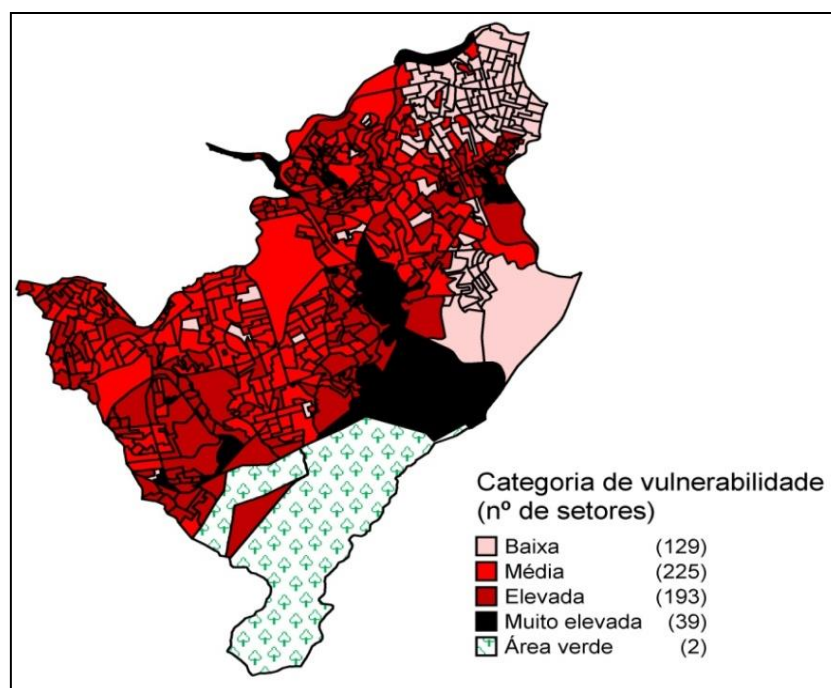 Categoria de vulnerabilidade
(nº de setores)
Baixa (129)
Média (225)
Elevada (193)
Muito elevada (39)
Área verde (2)